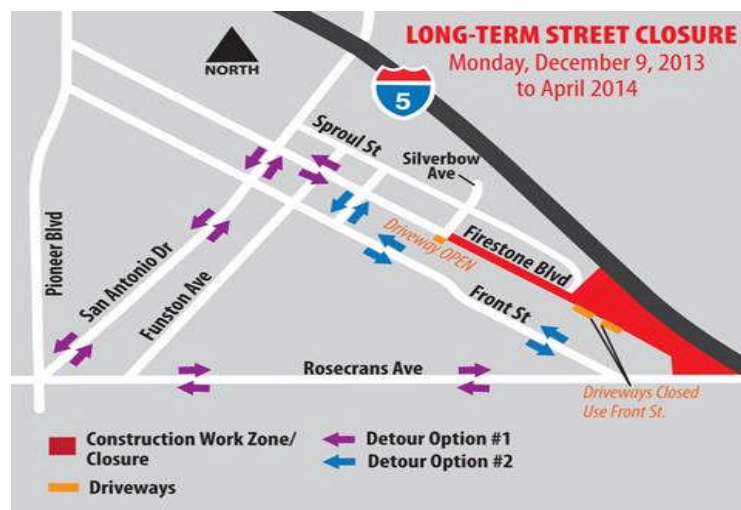 LONG-TERM STREET CLOSURE
Monday, December 9, 2013
to April 2014
NORTH
5
Sproul St
Silverbow
Ave
Pioneer Blvd
San Antonio Dr
Funston Ave
Driveway OPEN
Firestone Blvd
Front St
Rosecrans Ave
Driveways Closed
Use Front St.
Construction Work Zone/
Closure
Driveways
Detour Option #1
Detour Option #2